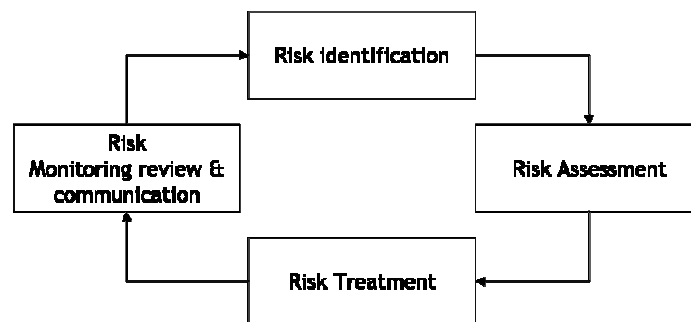 Risk identification
Risk
Monitoring review &
communication
Risk Assessment
Risk Treatment